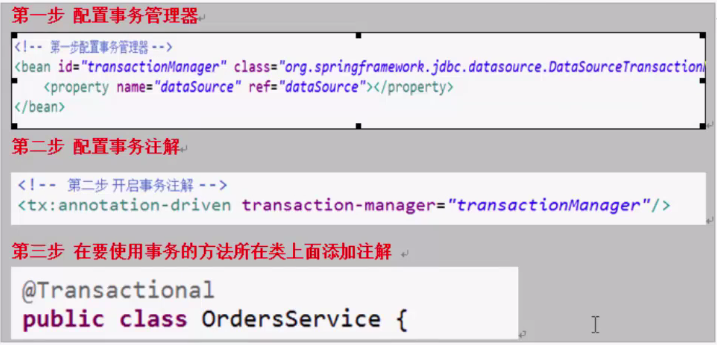 第一步 配置事务管理器
<!-- 第一步配置事务管理器 -->
<bean id="transactionManager" class="org.springframework.jdbc.datasource.DataSourceTransaction
<property name="dataSource" ref="dataSource"></property>
</bean>
第二步 配置事务注解
<!-- 第二步 开启事务注解 -->
<tx:annotation-driven transaction-manager="transactionManager"/>
第三步 在要使用事务的方法所在类上面添加注解
@Transactional
public class OrdersService {